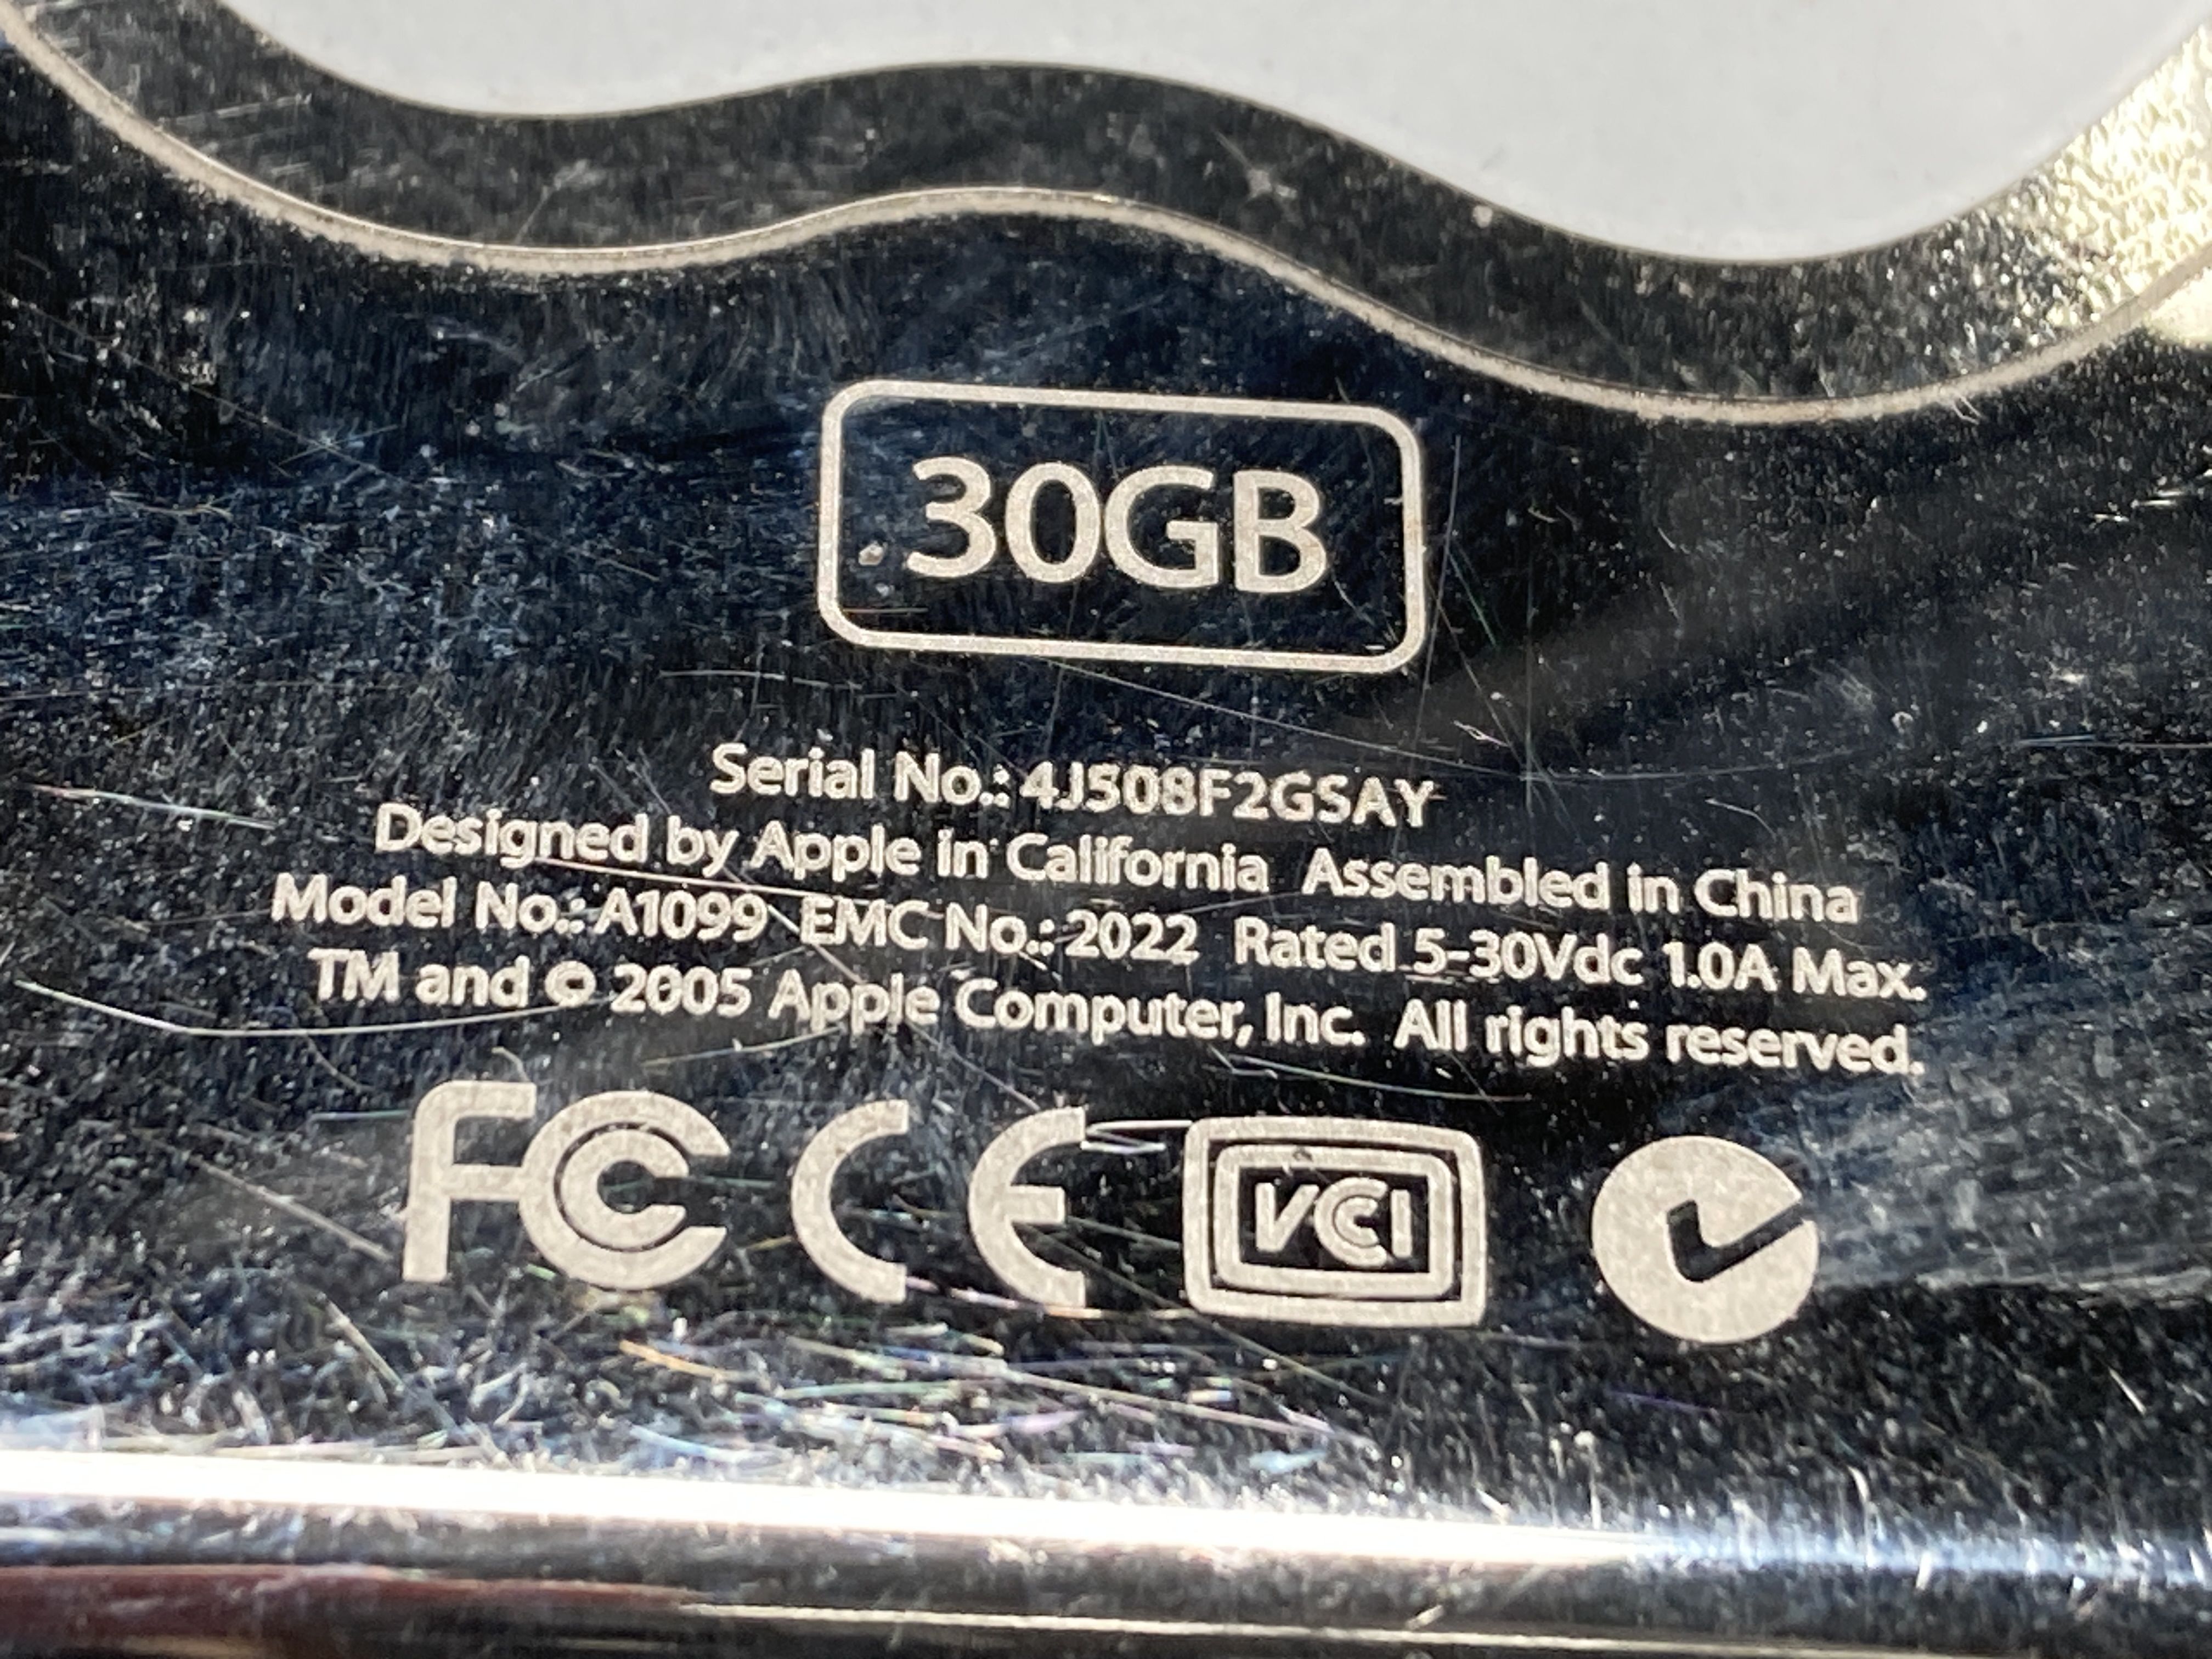 30GB
Serial No.: 4J508F2GSAY
Designed by Apple in California Assembled in China
Model No.: A1099 EMC No.: 2022 Rated 5-30Vdc 1.0A Max.
TM and © 2005 Apple Computer, Inc. All rights reserved.
FC CE VCI